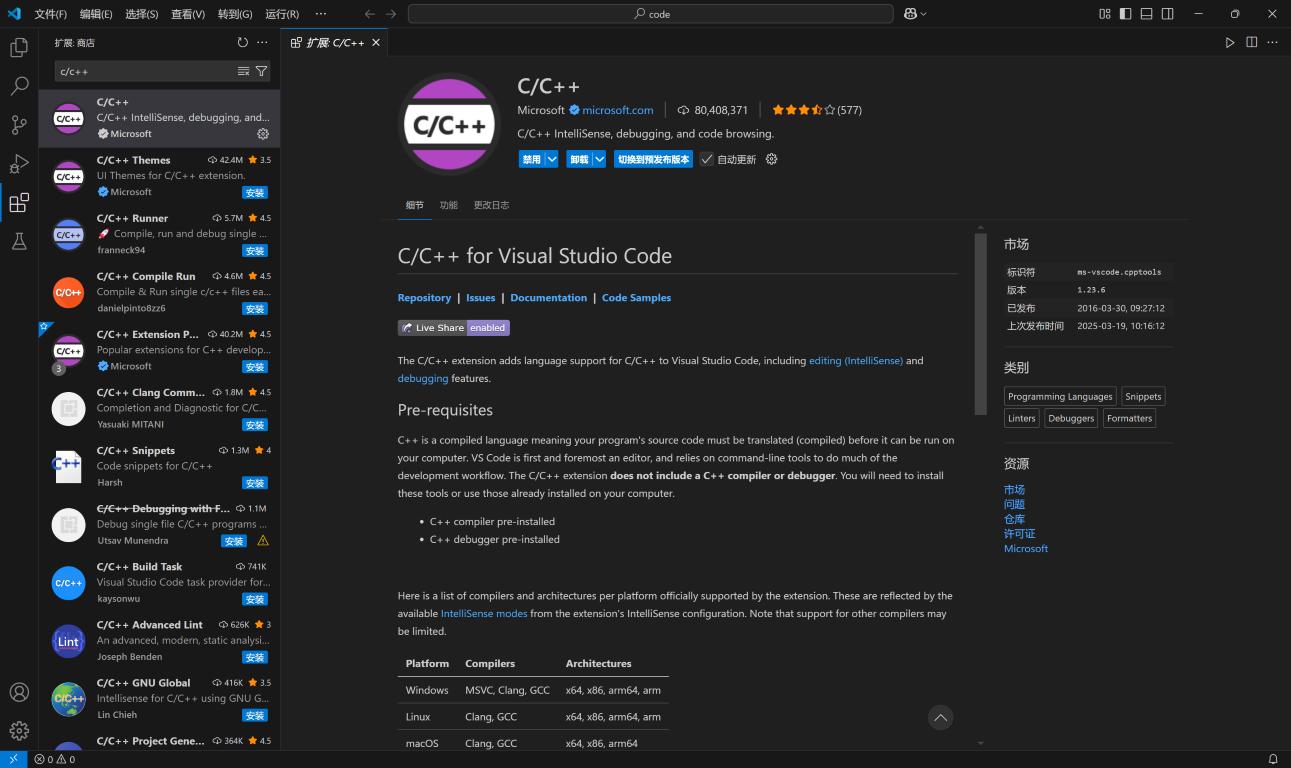 文件(F) 编辑(E) 选择(S) 查看(V) 转到(G) 运行(R) ··· code
扩展: 商店
c/c++
C/C++
C/C++ IntelliSense, debugging, and...
Microsoft
C/C++ Themes 42.4M 3.5
UI Themes for C/C++ extension.
Microsoft 安装
C/C++ Runner 5.7M 4.5
🚀 Compile, run and debug single ...
franneck94 安装
C/C++ Compile Run 4.6M 4.5
Compile & Run single c/c++ files ea...
danielpinto8zz6 安装
C/C++ Extension P... 40.2M 4.5
Popular extensions for C++ develop...
3 Microsoft 安装
C/C++ Clang Comm... 1.8M 4.5
Completion and Diagnostic for C/C...
Yasuaki MITANI 安装
C/C++ Snippets 1.3M 4
Code snippets for C/C++
Harsh 安装
C/C++ Debugging with F... 1.1M
Debug single file C/C++ programs ...
Utsav Munendra 安装
C/C++ Build Task 741K
Visual Studio Code task provider for...
kaysonwu 安装
C/C++ Advanced Lint 626K 3
An advanced, modern, static analysi...
Joseph Benden 安装
C/C++ GNU Global 416K 3.5
Intellisense for C/C++ using GNU G...
Lin Chieh 安装
C/C++ Project Gene... 364K 4.5
C/C++
C/C++
C/C++
C/C++
C/C++
C++
C/C++
Lint
C/C++
扩展: C/C++
C/C++
C/C++
Microsoft microsoft.com 80,408,371 (577)
C/C++ IntelliSense, debugging, and code browsing.
禁用 卸载 切换到预发布版本 自动更新
细节 功能 更改日志
C/C++ for Visual Studio Code
Repository | Issues | Documentation | Code Samples
Live Share enabled
The C/C++ extension adds language support for C/C++ to Visual Studio Code, including editing (IntelliSense) and
debugging features.
Pre-requisites
C++ is a compiled language meaning your program's source code must be translated (compiled) before it can be run on
your computer. VS Code is first and foremost an editor, and relies on command-line tools to do much of the
development workflow. The C/C++ extension does not include a C++ compiler or debugger. You will need to install
these tools or use those already installed on your computer.
• C++ compiler pre-installed
• C++ debugger pre-installed
Here is a list of compilers and architectures per platform officially supported by the extension. These are reflected by the
available IntelliSense modes from the extension's IntelliSense configuration. Note that support for other compilers may
be limited.
Platform Compilers Architectures
Windows MSVC, Clang, GCC x64, x86, arm64, arm
Linux Clang, GCC x64, x86, arm64, arm
macOS Clang, GCC x64, x86, arm64
市场
标识符 ms-vscode.cpptools
版本 1.23.6
已发布 2016-03-30, 09:27:12
上次发布时间 2025-03-19, 10:16:12
类别
Programming Languages Snippets
Linters Debuggers Formatters
资源
市场
问题
仓库
许可证
Microsoft
0 0